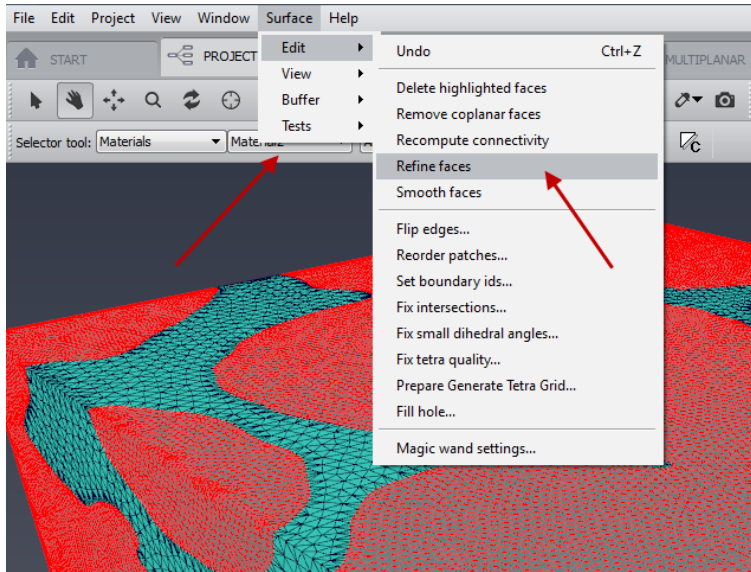 File Edit Project View Window Surface Help
START PROJECT MULTIPLANAR
Selector tool: Materials
Edit
View
Buffer
Tests
Undo Ctrl+Z
Delete highlighted faces
Remove coplanar faces
Recompute connectivity
Refine faces
Smooth faces
Flip edges...
Reorder patches...
Set boundary ids...
Fix intersections...
Fix small dihedral angles...
Fix tetra quality...
Prepare Generate Tetra Grid...
Fill hole...
Magic wand settings...